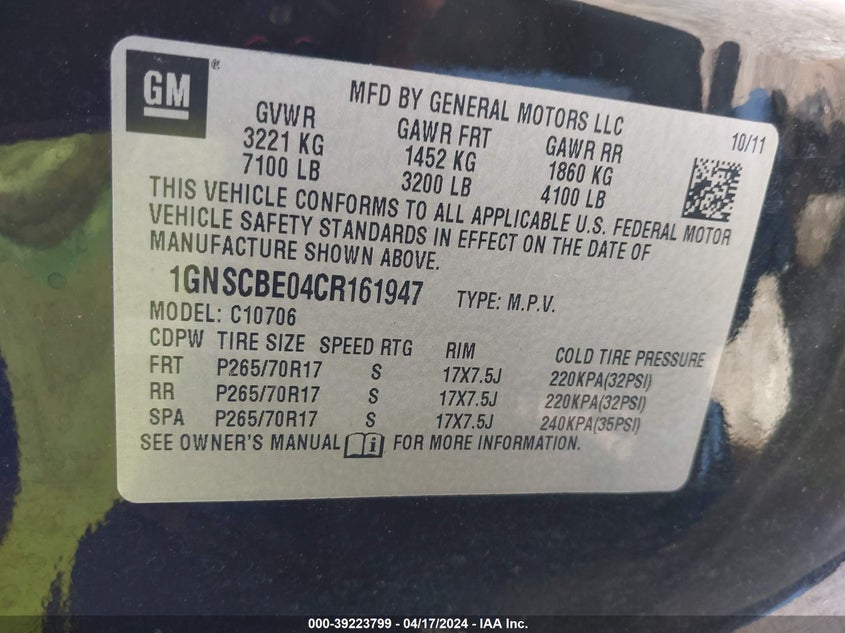 GM®
MFD BY GENERAL MOTORS LLC
10/11
GVWR GAWR FRT GAWR RR
3221 KG 1452 KG 1860 KG
7100 LB 3200 LB 4100 LB
THIS VEHICLE CONFORMS TO ALL APPLICABLE U.S. FEDERAL MOTOR
VEHICLE SAFETY STANDARDS IN EFFECT ON THE DATE OF
MANUFACTURE SHOWN ABOVE.
1GNSCBE04CR161947 TYPE: M.P.V.
MODEL: C10706
CDPW TIRE SIZE SPEED RTG RIM COLD TIRE PRESSURE
FRT P265/70R17 S 17X7.5J 220KPA(32PSI)
RR P265/70R17 S 17X7.5J 220KPA(32PSI)
SPA P265/70R17 S 17X7.5J 240KPA(35PSI)
SEE OWNER'S MANUAL i FOR MORE INFORMATION.
000-39223799 - 04/17/2024 - IAA Inc.